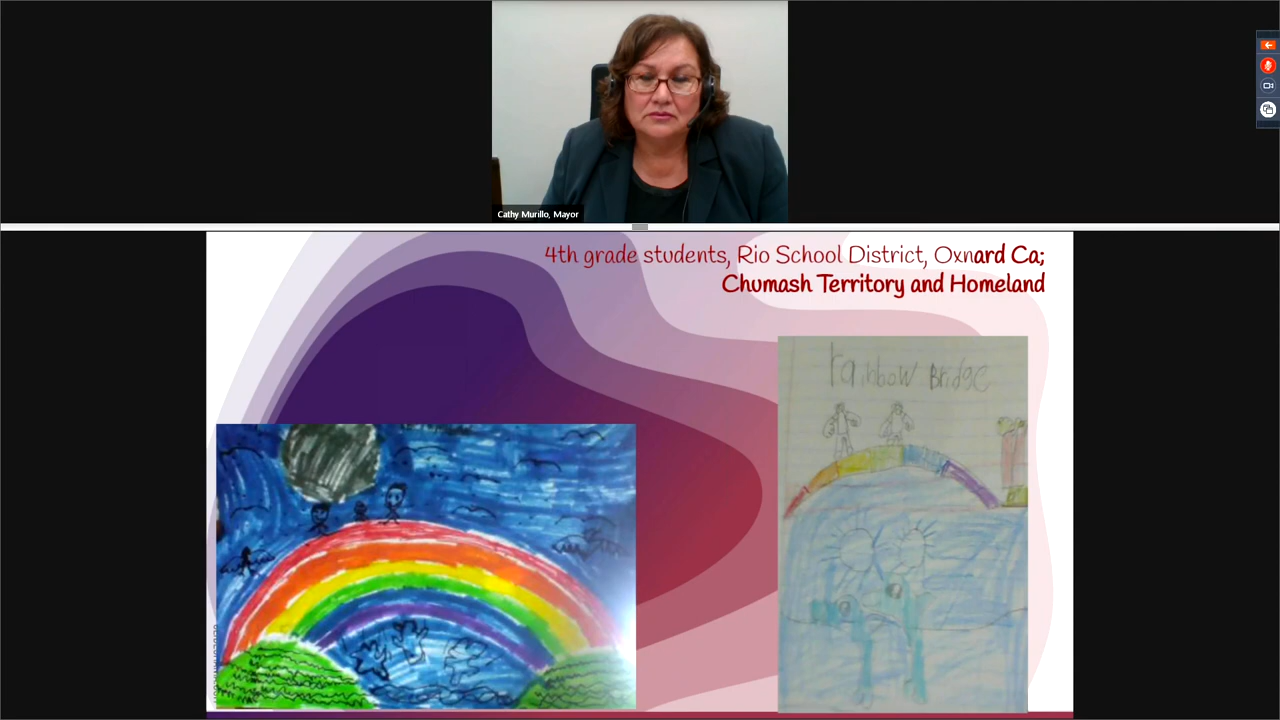 Cathy Murillo, Mayor
4th grade students, Rio School District, Oxnard Ca;
Chumash Territory and Homeland
rainbow Bridge